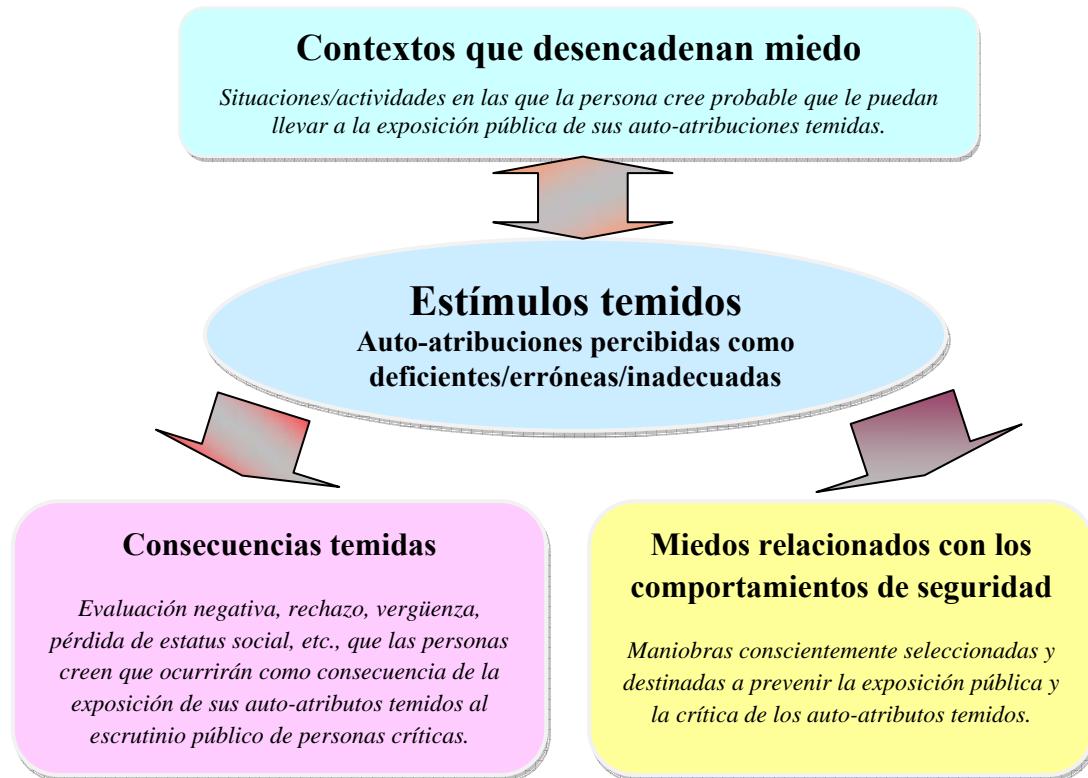 Contextos que desencadenan miedo
Situaciones/actividades en las que la persona cree probable que le puedan
llevar a la exposición pública de sus auto-atribuciones temidas.
Estímulos temidos
Auto-atribuciones percibidas como
deficientes/erróneas/inadecuadas
Consecuencias temidas
Evaluación negativa, rechazo, vergüenza,
pérdida de estatus social, etc., que las personas
creen que ocurrirán como consecuencia de la
exposición de sus auto-atributos temidos al
escrutinio público de personas críticas.
Miedos relacionados con los
comportamientos de seguridad
Maniobras conscientemente seleccionadas y
destinadas a prevenir la exposición pública y
la crítica de los auto-atributos temidos.